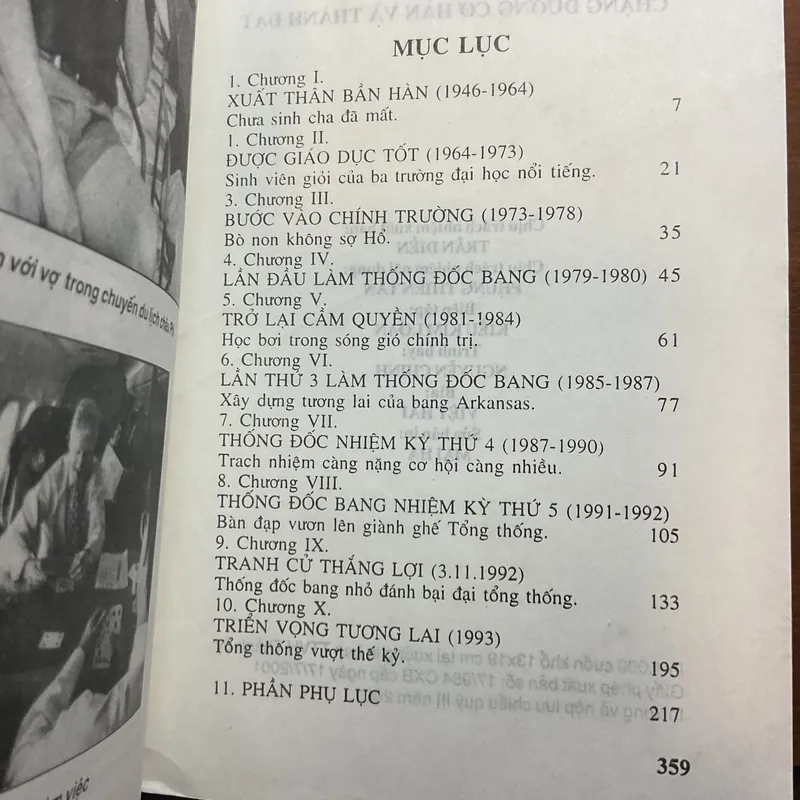 MỤC LỤC
1. Chương I.
XUẤT THÂN BẦN HÀN (1946-1964)
Chưa sinh cha đã mất. 7
1. Chương II.
ĐƯỢC GIÁO DỤC TỐT (1964-1973)
Sinh viên giỏi của ba trường đại học nổi tiếng. 21
3. Chương III.
BƯỚC VÀO CHÍNH TRƯỜNG (1973-1978)
Bò non không sợ Hổ. 35
4. Chương IV.
LẦN ĐẦU LÀM THỐNG ĐỐC BANG (1979-1980) 45
5. Chương V.
TRỞ LẠI CẦM QUYỀN (1981-1984)
Học bơi trong sóng gió chính trị. 61
6. Chương VI.
LẦN THỨ 3 LÀM THỐNG ĐỐC BANG (1985-1987)
Xây dựng tương lai của bang Arkansas. 77
7. Chương VII.
THỐNG ĐỐC NHIỆM KỲ THỨ 4 (1987-1990)
Trach nhiệm càng nặng cơ hội càng nhiều. 91
8. Chương VIII.
THỐNG ĐỐC BANG NHIỆM KỲ THỨ 5 (1991-1992)
Bàn đạp vươn lên giành ghế Tổng thống. 105
9. Chương IX.
TRANH CỬ THẮNG LỢI (3.11.1992)
Thống đốc bang nhỏ đánh bại đại tổng thống. 133
10. Chương X.
TRIỂN VỌNG TƯƠNG LAI (1993)
Tổng thống vượt thế kỷ. 195
11. PHẦN PHỤ LỤC 217
359
với vợ trong chuyến du lịch châu
việc